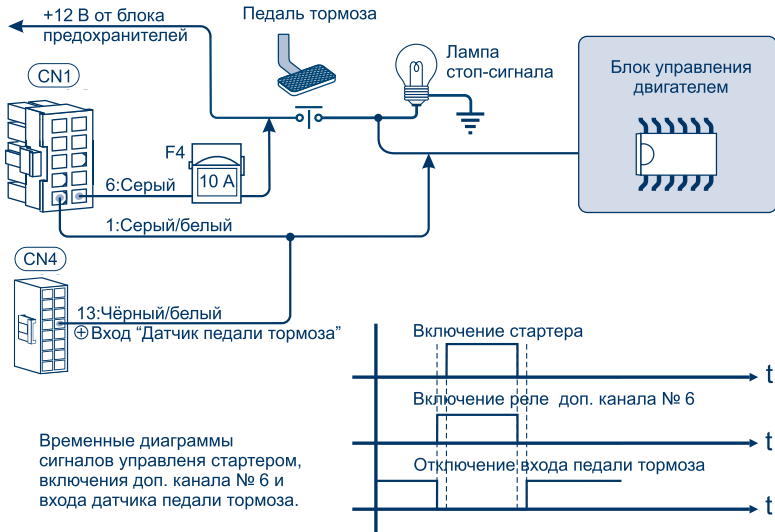 +12 В от блока
предохранителей
Педаль тормоза
Лампа
стоп-сигнала
Блок управления
двигателем
CN1
F4
10 А
6:Серый
1:Серый/белый
CN4
13:Чёрный/белый
⊕Вход “Датчик педали тормоза”
Включение стартера
t
Включение реле доп. канала № 6
t
Отключение входа педали тормоза
t
Временные диаграммы
сигналов управленя стартером,
включения доп. канала № 6 и
входа датчика педали тормоза.